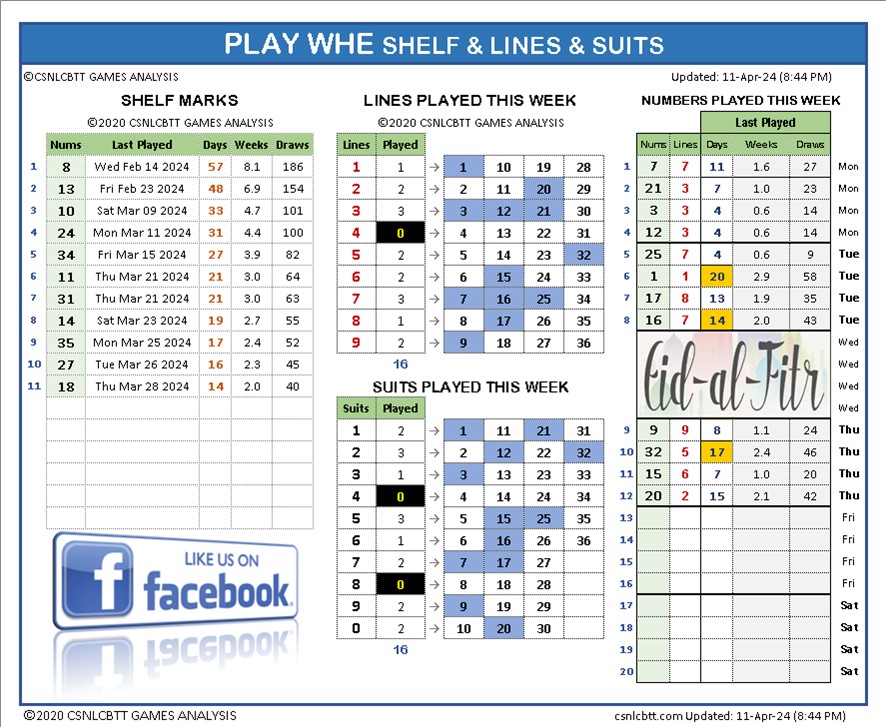 PLAY WHE SHELF & LINES & SUITS
©CSNLCBTT GAMES ANALYSIS
Updated: 11-Apr-24 (8:44 PM)
SHELF MARKS
©2020 CSNLCBTT GAMES ANALYSIS
Nums Last Played Days Weeks Draws
1 8 Wed Feb 14 2024 57 8.1 186
2 13 Fri Feb 23 2024 48 6.9 154
3 10 Sat Mar 09 2024 33 4.7 101
4 24 Mon Mar 11 2024 31 4.4 100
5 34 Fri Mar 15 2024 27 3.9 82
6 11 Thu Mar 21 2024 21 3.0 64
7 31 Thu Mar 21 2024 21 3.0 63
8 14 Sat Mar 23 2024 19 2.7 55
9 35 Mon Mar 25 2024 17 2.4 52
10 27 Tue Mar 26 2024 16 2.3 45
11 18 Thu Mar 28 2024 14 2.0 40
LIKE US ON
facebook.
LINES PLAYED THIS WEEK
©2020 CSNLCBTT GAMES ANALYSIS
Lines Played
1 1 → 1 10 19 28
2 2 → 2 11 20 29
3 3 → 3 12 21 30
4 0 → 4 13 22 31
5 2 → 5 14 23 32
6 2 → 6 15 24 33
7 3 → 7 16 25 34
8 1 → 8 17 26 35
9 2 → 9 18 27 36
16
SUITS PLAYED THIS WEEK
Suits Played
1 2 → 1 11 21 31
2 3 → 2 12 22 32
3 1 → 3 13 23 33
4 0 → 4 14 24 34
5 3 → 5 15 25 35
6 1 → 6 16 26 36
7 2 → 7 17 27
8 0 → 8 18 28
9 2 → 9 19 29
0 2 → 10 20 30
16
NUMBERS PLAYED THIS WEEK
Last Played
Nums Lines Days Weeks Draws
1 7 7 11 1.6 27 Mon
2 21 3 7 1.0 23 Mon
3 3 3 4 0.6 14 Mon
4 12 3 4 0.6 14 Mon
5 25 7 4 0.6 9 Tue
6 1 1 20 2.9 58 Tue
7 17 8 13 1.9 35 Tue
8 16 7 14 2.0 43 Tue
Eid-al-Fitr
Wed
Wed
Wed
Wed
9 9 9 8 1.1 24 Thu
10 32 5 17 2.4 46 Thu
11 15 6 7 1.0 20 Thu
12 20 2 15 2.1 42 Thu
13 Fri
14 Fri
15 Fri
16 Fri
17 Sat
18 Sat
19 Sat
20 Sat
©2020 CSNLCBTT GAMES ANALYSIS
csnlcbtt.com Updated: 11-Apr-24 (8:44 PM)